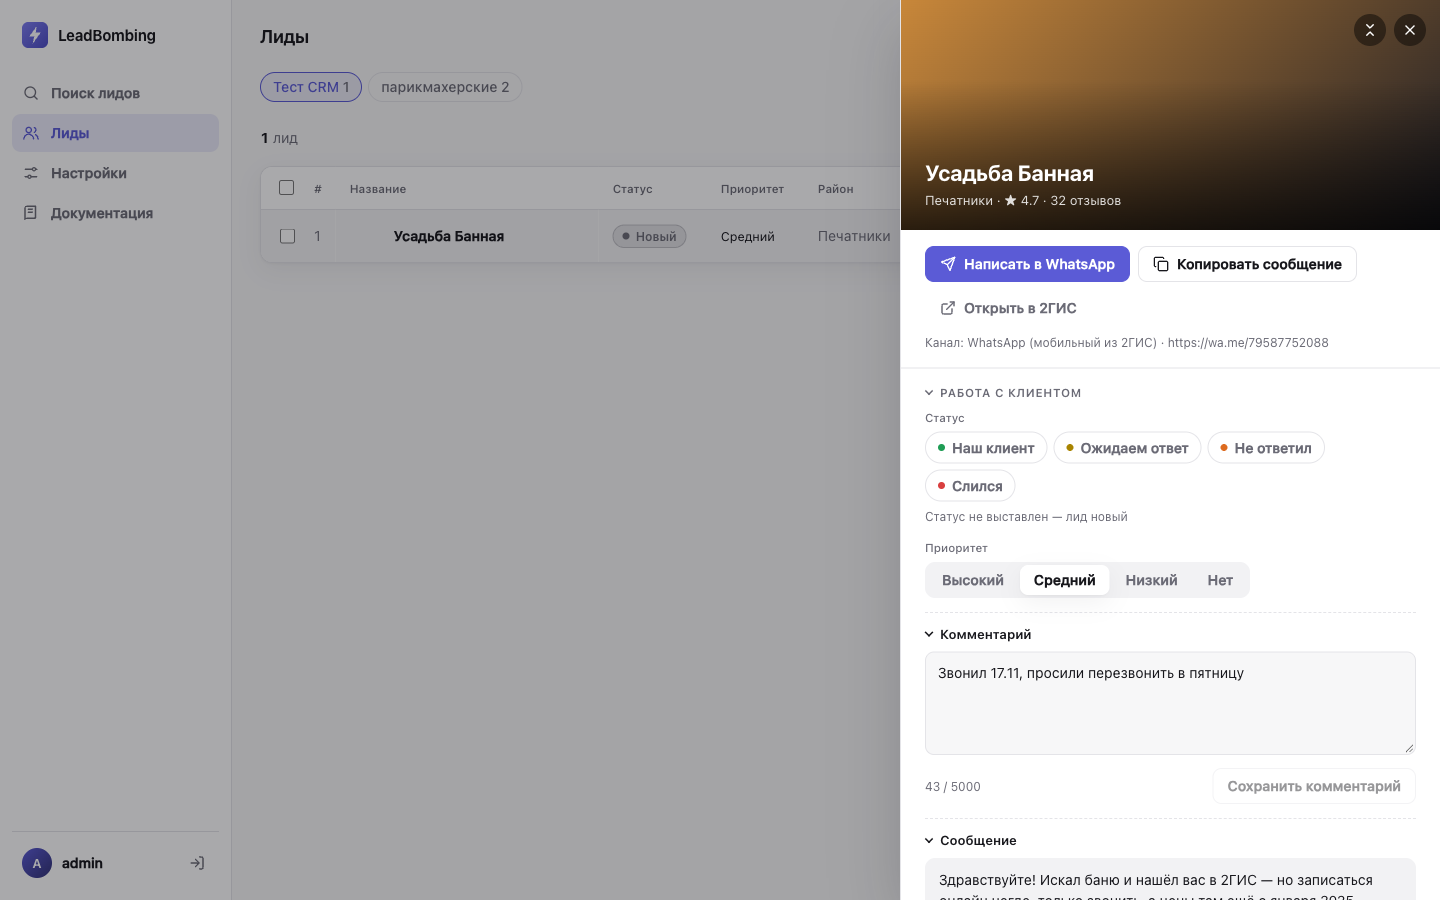 LeadBombing
Поиск лидов
Лиды
Настройки
Документация
A admin
Лиды
Тест CRM 1 парикмахерские 2
1 лид
# Название Статус Приоритет Район
1 Усадьба Банная Новый Средний Печатники
Усадьба Банная
Печатники · ★ 4.7 · 32 отзывов
Написать в WhatsApp Копировать сообщение
Открыть в 2ГИС
Канал: WhatsApp (мобильный из 2ГИС) · https://wa.me/79587752088
РАБОТА С КЛИЕНТОМ
Статус
Наш клиент Ожидаем ответ Не ответил
Слился
Статус не выставлен — лид новый
Приоритет
Высокий Средний Низкий Нет
Комментарий
Звонил 17.11, просили перезвонить в пятницу
43 / 5000 Сохранить комментарий
Сообщение
Здравствуйте! Искал баню и нашёл вас в 2ГИС — но записаться